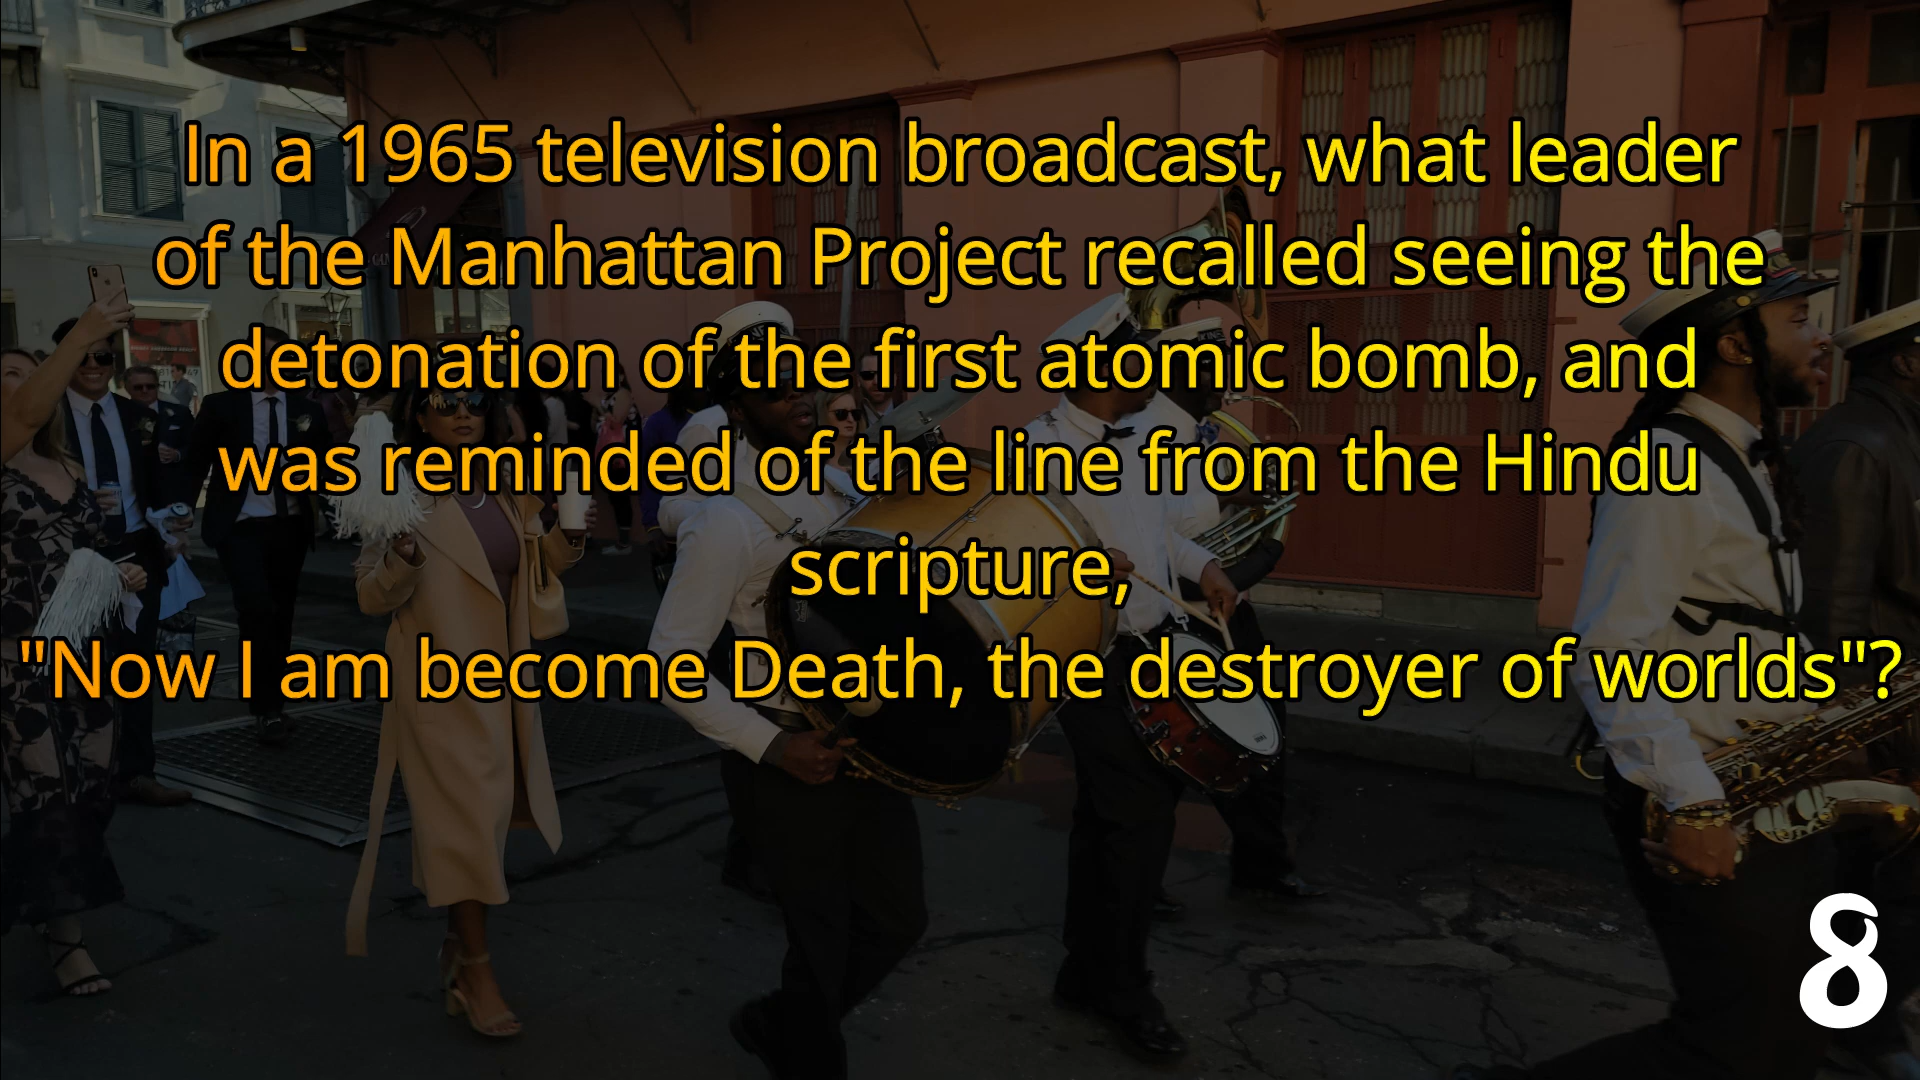 In a 1965 television broadcast, what leader
of the Manhattan Project recalled seeing the
detonation of the first atomic bomb, and
was reminded of the line from the Hindu
scripture,
"Now I am become Death, the destroyer of worlds"?
8